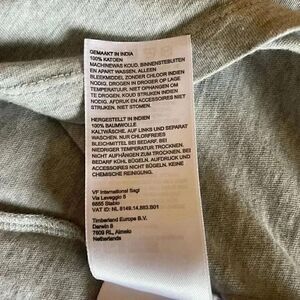 GEMAAKT IN INDIA
100% KATOEN
MACHINEWAS KOUD. BINNENSTEBUITEN
EN APART WASSEN. ALLEEN
BLEEKMIDDEL ZONDER CHLOOR INDIEN
NODIG. DROGEN IN DROGER OP LAGE
TEMPERATUUR. NIET OPHANGEN OM
TE DROGEN. KOUD STRIJKEN INDIEN
NODIG. AFDRUK EN ACCESSOIRES NIET
STRIJKEN. NIET STOMEN.
HERGESTELLT IN INDIEN
100% BAUMWOLLE
KALTWÄSCHE. AUF LINKS UND SEPARAT
WASCHEN. NUR CHLORFREIES
BLEICHMITTEL BEI BEDARF. BEI
NIEDRIGER TEMPERATUR TROCKNEN.
NICHT AUFHÄNGEN ZUM TROCKNEN. BEI
BEDARF KÜHL BÜGELN. AUFDRUCK UND
ACCESSOIRES NICHT BÜGELN. KEINE
CHEMISCHE REINIGUNG.
VF International Sagl
Via Laveggio 5
6855 Stabio
VAT ID: NL 8149.14.883.B01
Timberland Europe B.V.
Darwin 8
7609 RL, Almelo
Netherlands